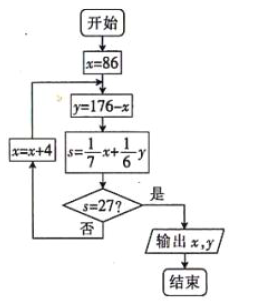 开始
x=86
y=176-x
x=x+4
s=1/7x+1/6y
s=27?
是
否
输出x,y
结束